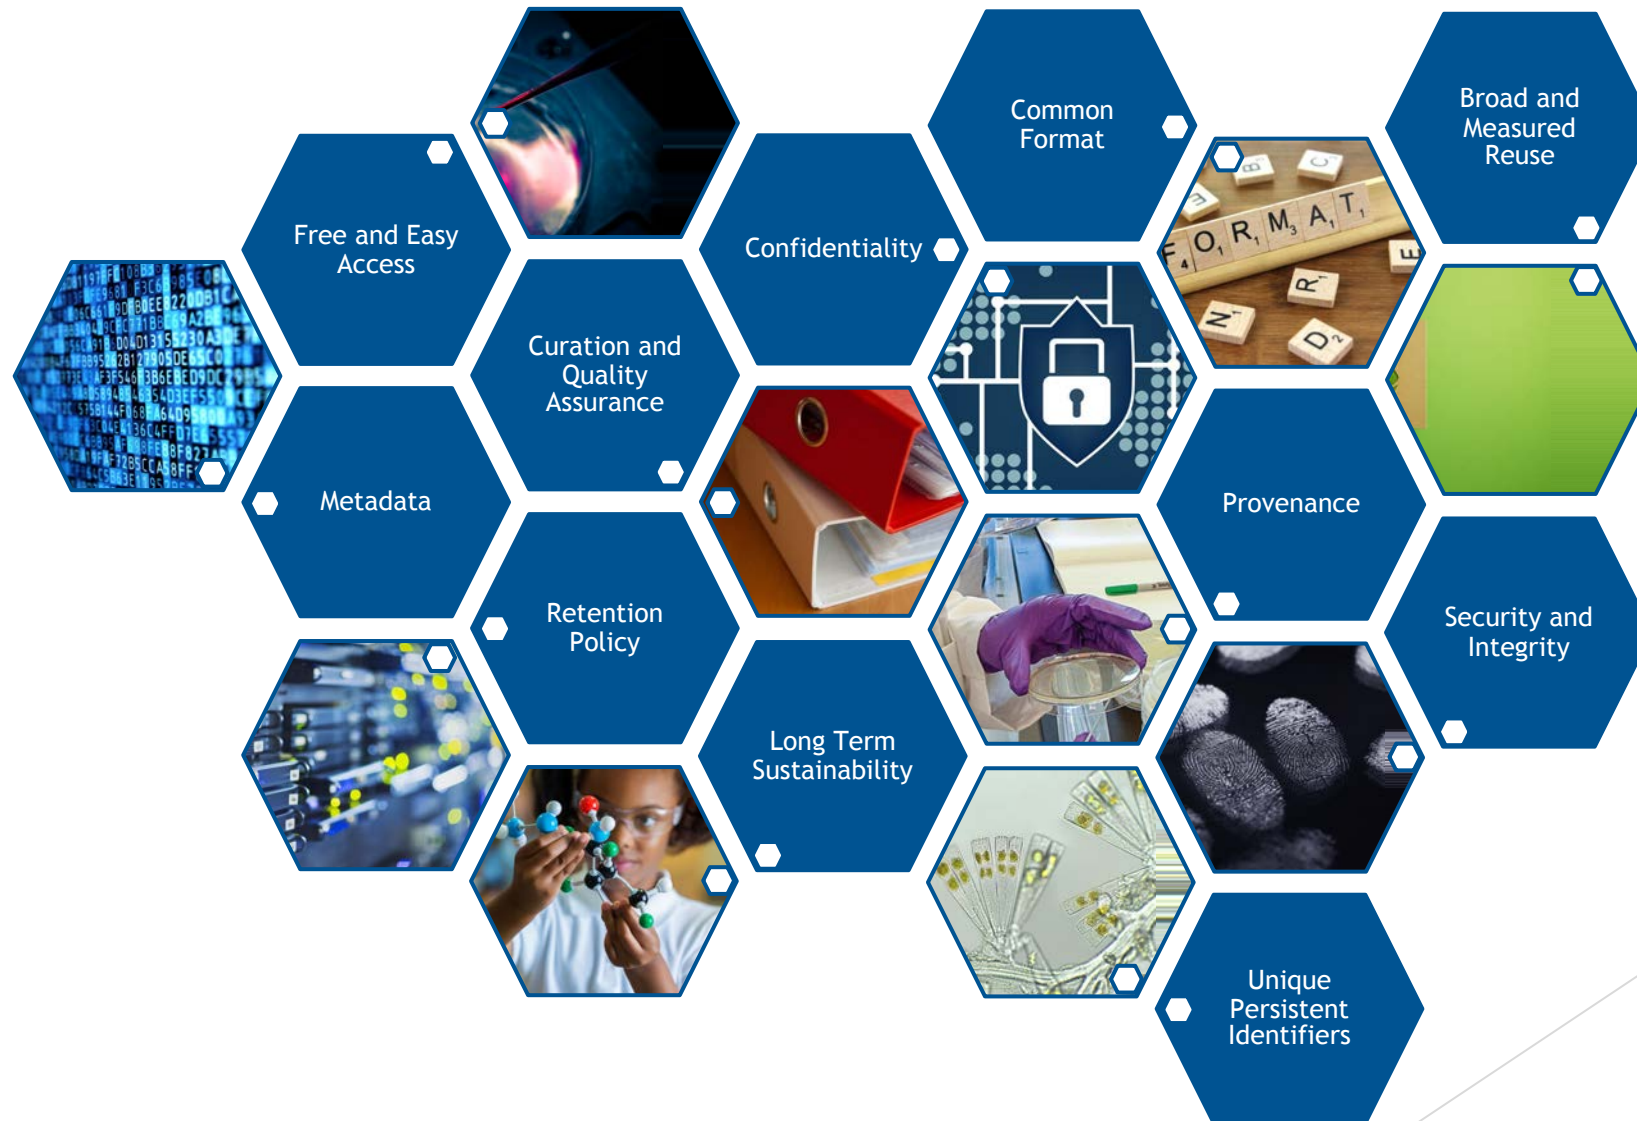 Common
Format
Broad and
Measured
Reuse
Free and Easy
Access
Confidentiality
B C
FORMAT
E
R
N
D
Curation and
Quality
Assurance
Metadata
Provenance
Retention
Policy
Security and
Integrity
Long Term
Sustainability
Unique
Persistent
Identifiers